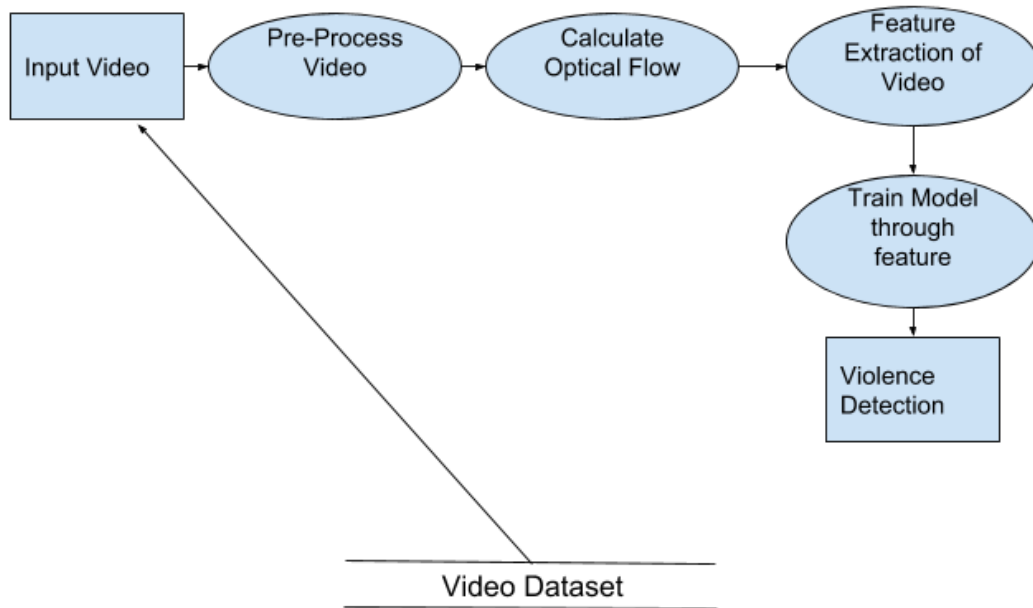 Input Video
Pre-Process
Video
Calculate
Optical Flow
Feature
Extraction of
Video
Train Model
through
feature
Violence
Detection
Video Dataset